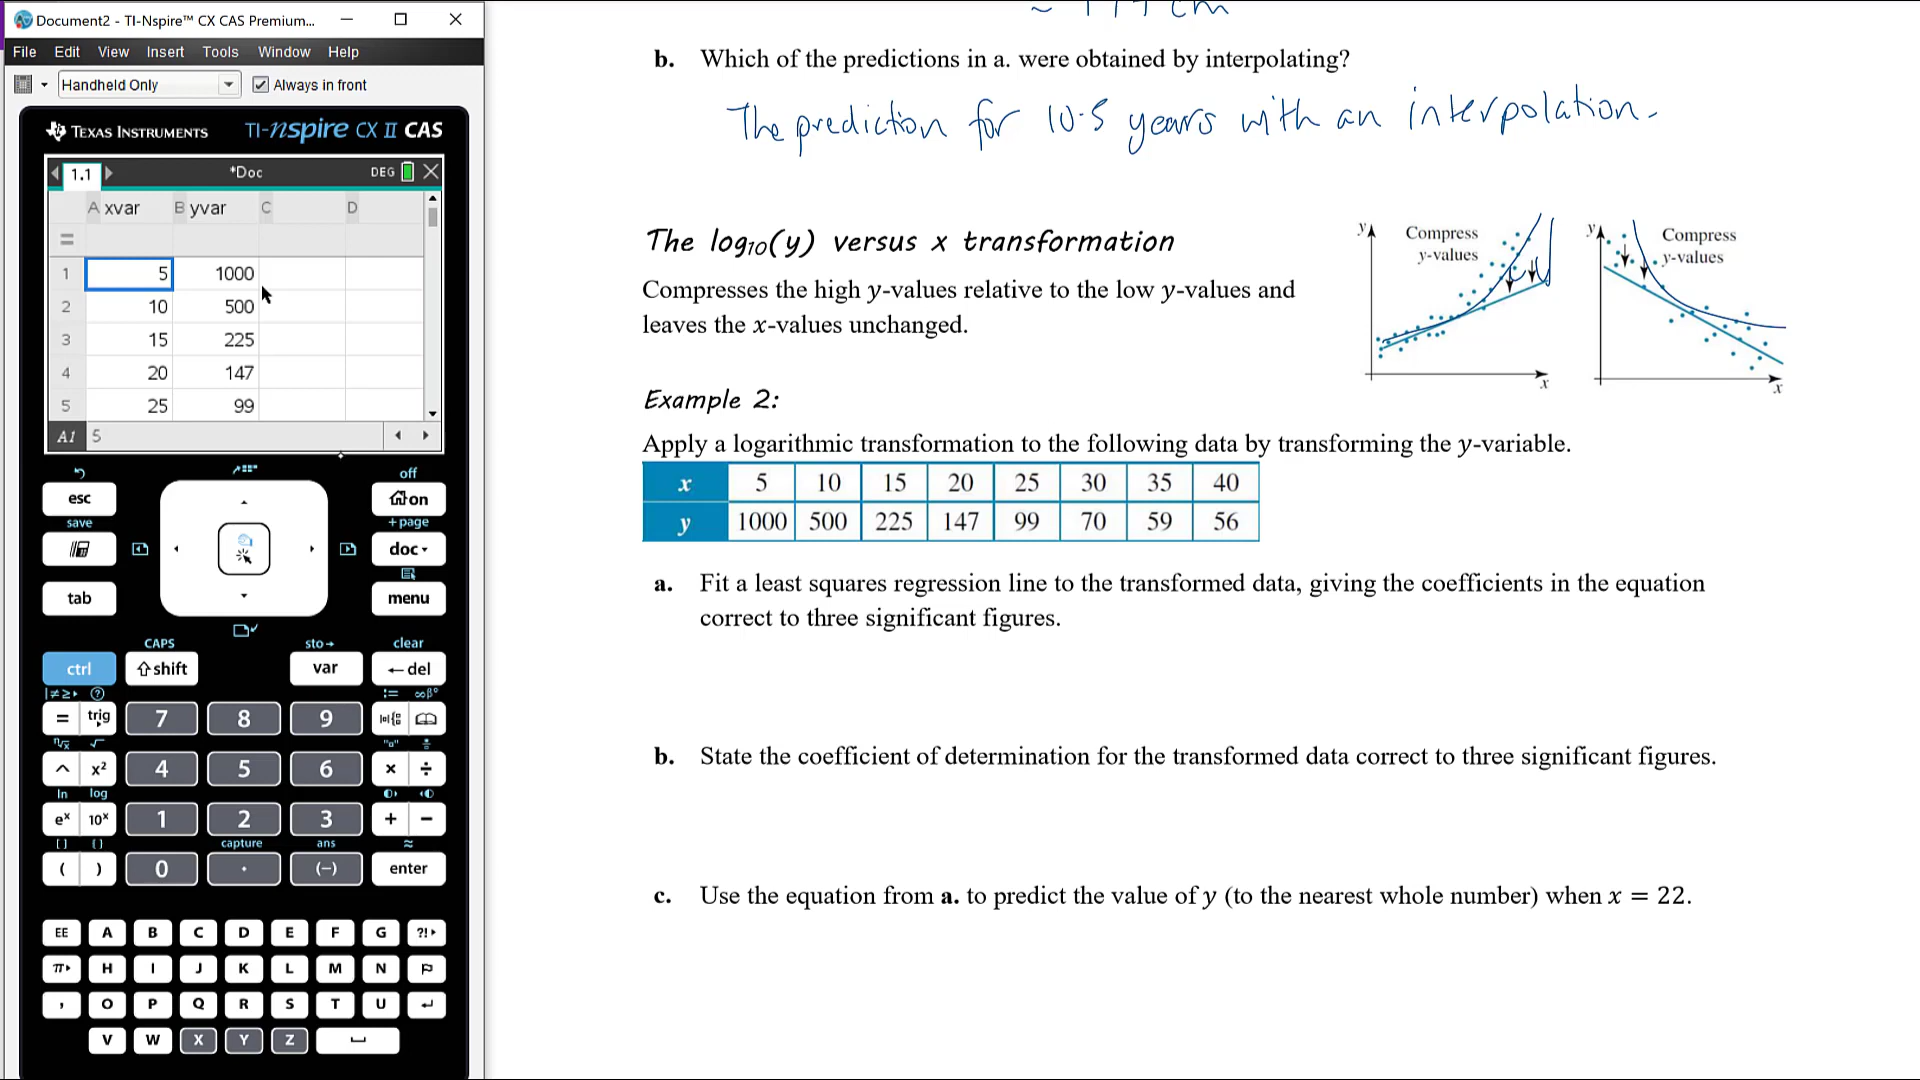 Document2 - TI-Nspire™ CX CAS Premium...
File Edit View Insert Tools Window Help
Handheld Only Always in front
TEXAS INSTRUMENTS TI-nspire CX II CAS
1.1 *Doc DEG
A xvar B yvar C D
=
1 5 1000
2 10 500
3 15 225
4 20 147
5 25 99
A1 5
off
esc on
save +page
doc
tab menu
CAPS sto→ clear
ctrl shift var ←del
= trig 7 8 9
^ x² 4 5 6 × ÷
ln log
eˣ 10ˣ 1 2 3 + −
[ ] { } capture ans ≈
( ) 0 . (−) enter
EE A B C D E F G ?!▸
π▸ H I J K L M N
, O P Q R S T U
V W X Y Z
cm
b. Which of the predictions in a. were obtained by interpolating?
The prediction for 10.5 years with an interpolation.
The log₁₀(y) versus x transformation
Compresses the high y-values relative to the low y-values and
leaves the x-values unchanged.
y Compress
y-values
x
y Compress
y-values
x
Example 2:
Apply a logarithmic transformation to the following data by transforming the y-variable.
x 5 10 15 20 25 30 35 40
y 1000 500 225 147 99 70 59 56
a. Fit a least squares regression line to the transformed data, giving the coefficients in the equation
correct to three significant figures.
b. State the coefficient of determination for the transformed data correct to three significant figures.
c. Use the equation from a. to predict the value of y (to the nearest whole number) when x = 22.